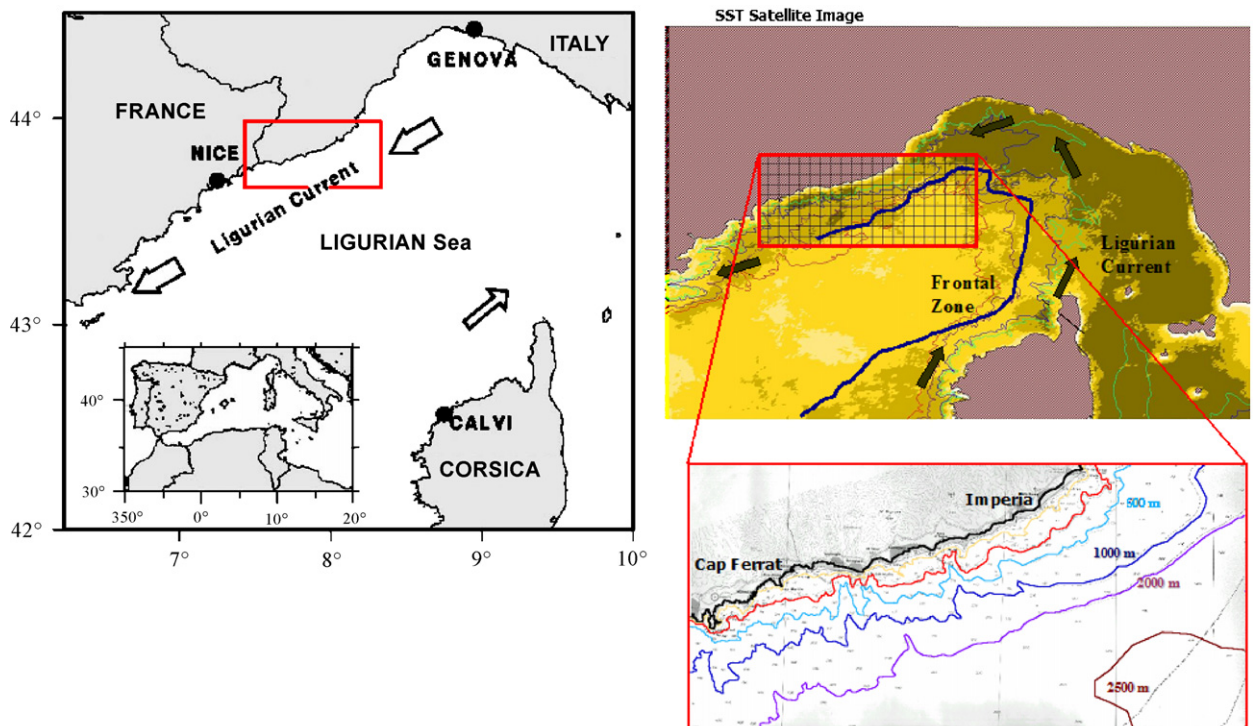 SST Satellite Image
ITALY
GENOVA
FRANCE
44°
NICE
Ligurian Current
LIGURIAN Sea
43°
CALVI
CORSICA
42°
7°
8°
9°
10°
40°
30°
350°
0°
10°
20°
Ligurian
Current
Frontal
Zone
Imperia
500 m
Cap Ferrat
1000 m
2000 m
2500 m